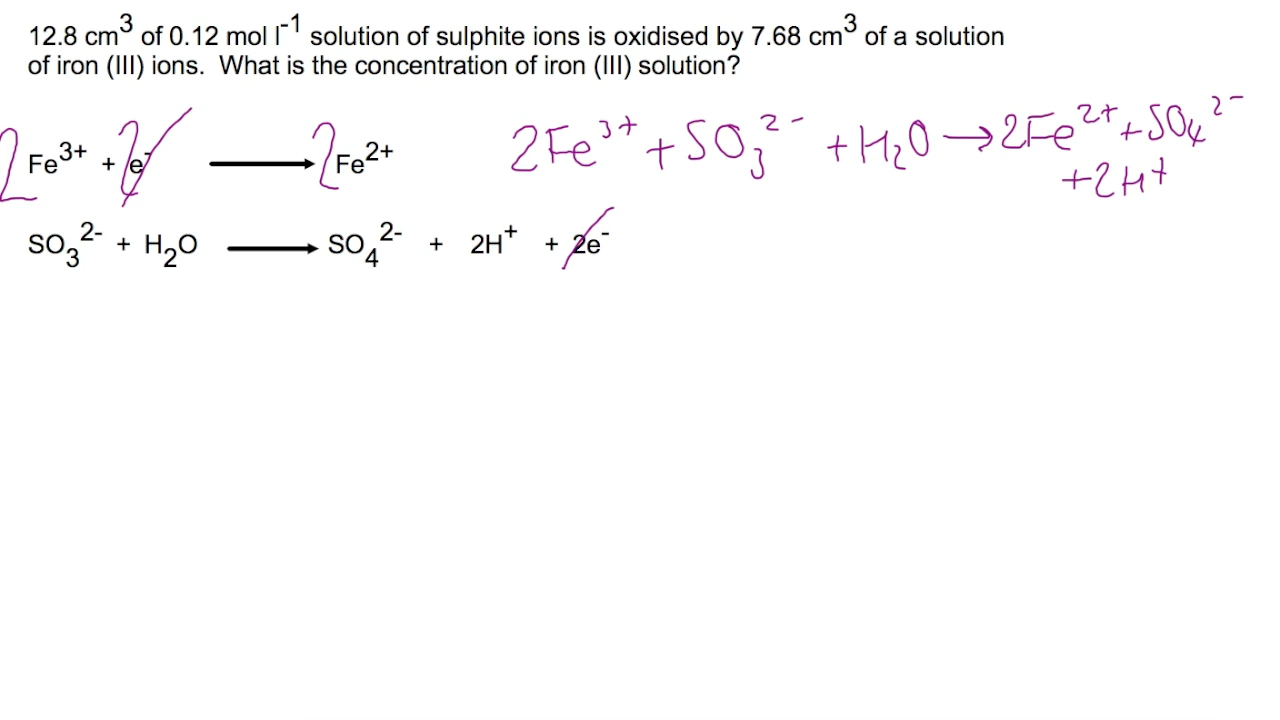 12.8 cm³ of 0.12 mol l⁻¹ solution of sulphite ions is oxidised by 7.68 cm³ of a solution
of iron (III) ions. What is the concentration of iron (III) solution?
2Fe³⁺ + 2e⁻ ⟶ 2Fe²⁺
2Fe³⁺ + SO₃²⁻ + H₂O → 2Fe²⁺ + SO₄²⁻
+ 2H⁺
SO₃²⁻ + H₂O ⟶ SO₄²⁻ + 2H⁺ + 2e⁻